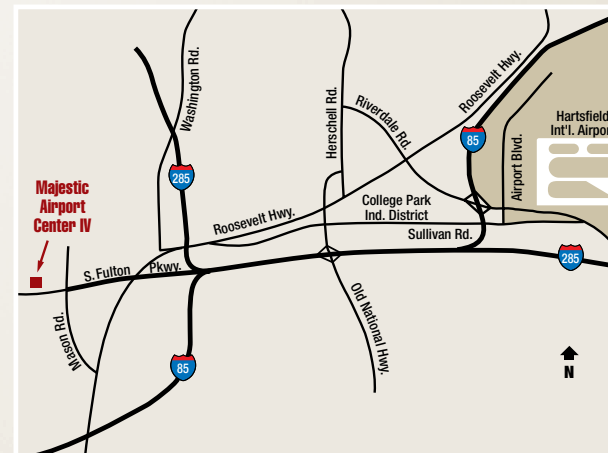 Washington Rd.
Herschell Rd.
Riverdale Rd.
Roosevelt Hwy.
85
Hartsfield
Int'l. Airpor
Airport Blvd.
285
Majestic
Airport
Center IV
Roosevelt Hwy.
College Park
Ind. District
Sullivan Rd.
285
S. Fulton Pkwy.
Mason Rd.
Old National Hwy.
85
N